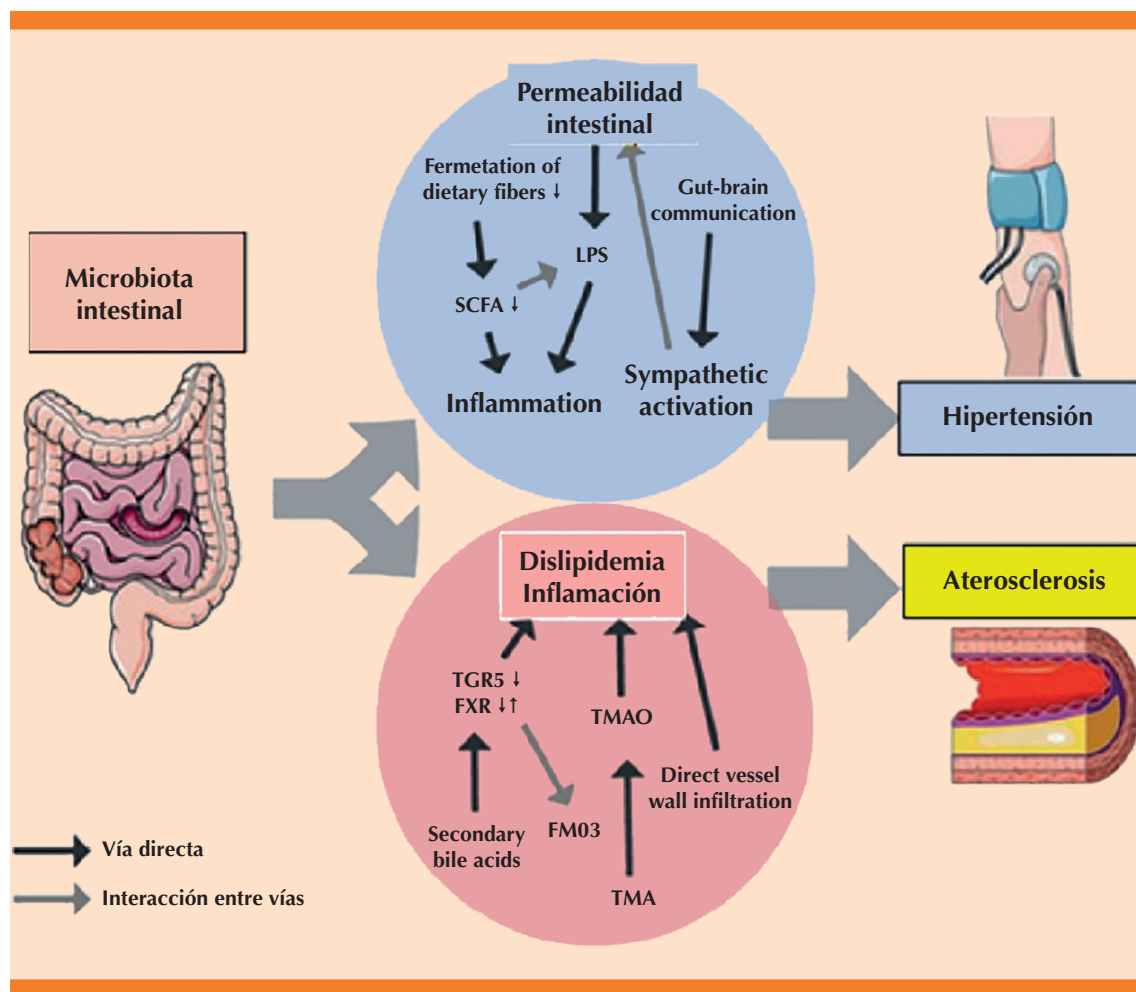 Permeabilidad
intestinal
Fermetation of
dietary fibers ↓
Gut-brain
communication
LPS
SCFA ↓
Inflammation
Sympathetic
activation
Microbiota
intestinal
Hipertensión
Dislipidemia
Inflamación
Aterosclerosis
TGR5 ↓
FXR ↓↑
TMAO
Direct vessel
wall infiltration
Secondary
bile acids
FM03
TMA
Vía directa
Interacción entre vías